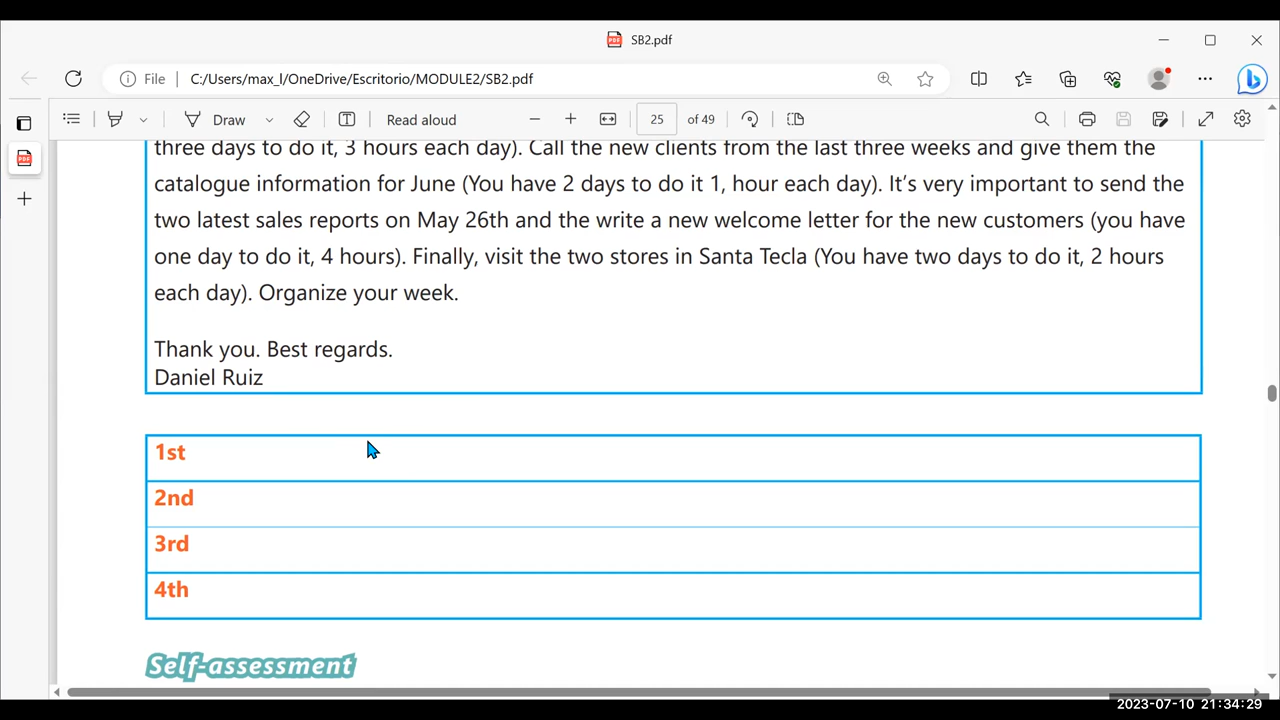 SB2.pdf
File C:/Users/max_l/OneDrive/Escritorio/MODULE2/SB2.pdf
Draw Read aloud 25 of 49
three days to do it, 3 hours each day). Call the new clients from the last three weeks and give them the
catalogue information for June (You have 2 days to do it 1, hour each day). It’s very important to send the
two latest sales reports on May 26th and the write a new welcome letter for the new customers (you have
one day to do it, 4 hours). Finally, visit the two stores in Santa Tecla (You have two days to do it, 2 hours
each day). Organize your week.
Thank you. Best regards.
Daniel Ruiz
1st
2nd
3rd
4th
Self-assessment
2023-07-10 21:34:29